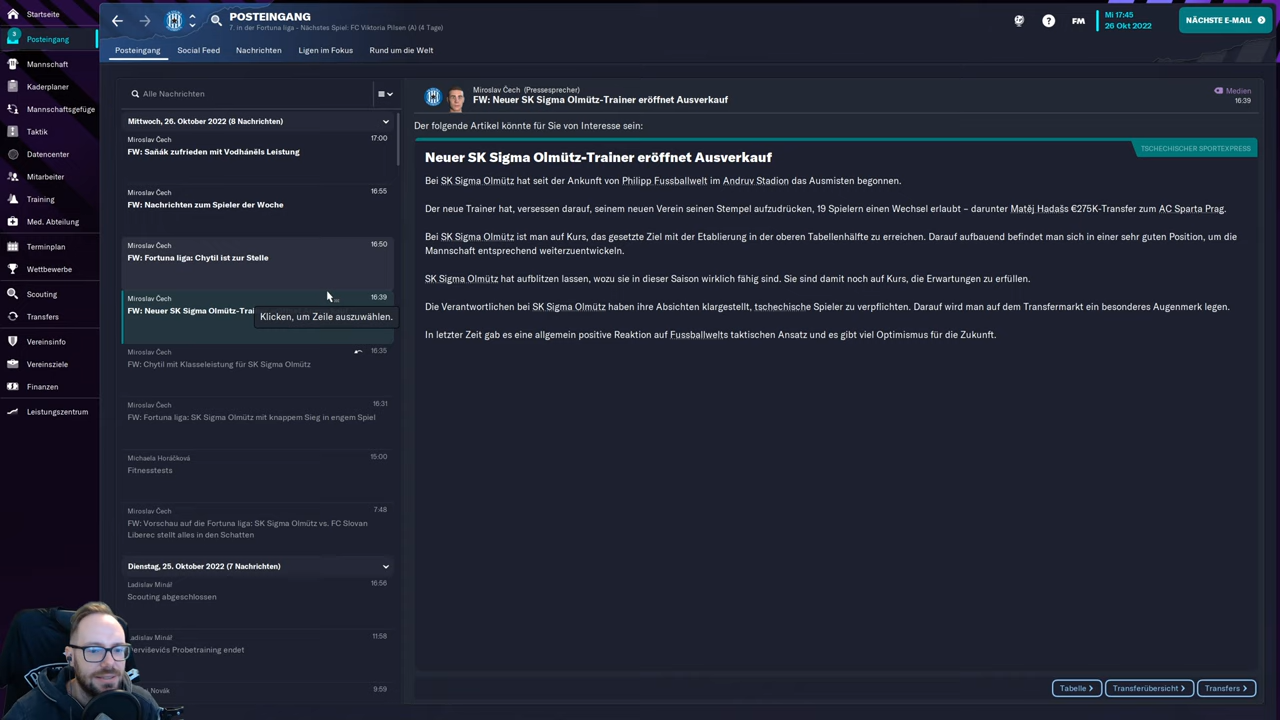 Startseite
3
Posteingang
Mannschaft
Kaderplaner
Mannschaftsgefüge
Taktik
Datencenter
Mitarbeiter
Training
Med. Abteilung
Terminplan
Wettbewerbe
Scouting
Transfers
Vereinsinfo
Vereinsziele
Finanzen
Leistungszentrum
POSTEINGANG
7. in der Fortuna liga - Nächstes Spiel: FC Viktoria Pilsen (A) (4 Tage)
? FM
Mi 17:45
26 Okt 2022
NÄCHSTE E-MAIL
Posteingang Social Feed Nachrichten Ligen im Fokus Rund um die Welt
Alle Nachrichten
Mittwoch, 26. Oktober 2022 (8 Nachrichten)
Miroslav Čech 17:00
FW: Saňák zufrieden mit Vodháněls Leistung
Miroslav Čech 16:55
FW: Nachrichten zum Spieler der Woche
Miroslav Čech 16:50
FW: Fortuna liga: Chytil ist zur Stelle
Miroslav Čech 16:39
FW: Neuer SK Sigma Olmütz-Trai
Klicken, um Zeile auszuwählen.
Miroslav Čech 16:35
FW: Chytil mit Klasseleistung für SK Sigma Olmütz
Miroslav Čech 16:31
FW: Fortuna liga: SK Sigma Olmütz mit knappem Sieg in engem Spiel
Michaela Horáčková 15:00
Fitnesstests
Miroslav Čech 7:48
FW: Vorschau auf die Fortuna liga: SK Sigma Olmütz vs. FC Slovan
Liberec stellt alles in den Schatten
Dienstag, 25. Oktober 2022 (7 Nachrichten)
Ladislav Minář 16:56
Scouting abgeschlossen
adislav Minář 11:58
erviševićs Probetraining endet
Novák 9:59
Miroslav Čech (Pressesprecher)
FW: Neuer SK Sigma Olmütz-Trainer eröffnet Ausverkauf
Medien
16:39
Der folgende Artikel könnte für Sie von Interesse sein:
TSCHECHISCHER SPORTEXPRESS
Neuer SK Sigma Olmütz-Trainer eröffnet Ausverkauf
Bei SK Sigma Olmütz hat seit der Ankunft von Philipp Fussballwelt im Andruv Stadion das Ausmisten begonnen.
Der neue Trainer hat, versessen darauf, seinem neuen Verein seinen Stempel aufzudrücken, 19 Spielern einen Wechsel erlaubt – darunter Matěj Hadašs €275K-Transfer zum AC Sparta Prag.
Bei SK Sigma Olmütz ist man auf Kurs, das gesetzte Ziel mit der Etablierung in der oberen Tabellenhälfte zu erreichen. Darauf aufbauend befindet man sich in einer sehr guten Position, um die
Mannschaft entsprechend weiterzuentwickeln.
SK Sigma Olmütz hat aufblitzen lassen, wozu sie in dieser Saison wirklich fähig sind. Sie sind damit noch auf Kurs, die Erwartungen zu erfüllen.
Die Verantwortlichen bei SK Sigma Olmütz haben ihre Absichten klargestellt, tschechische Spieler zu verpflichten. Darauf wird man auf dem Transfermarkt ein besonderes Augenmerk legen.
In letzter Zeit gab es eine allgemein positive Reaktion auf Fussballwelts taktischen Ansatz und es gibt viel Optimismus für die Zukunft.
Tabelle Transferübersicht Transfers